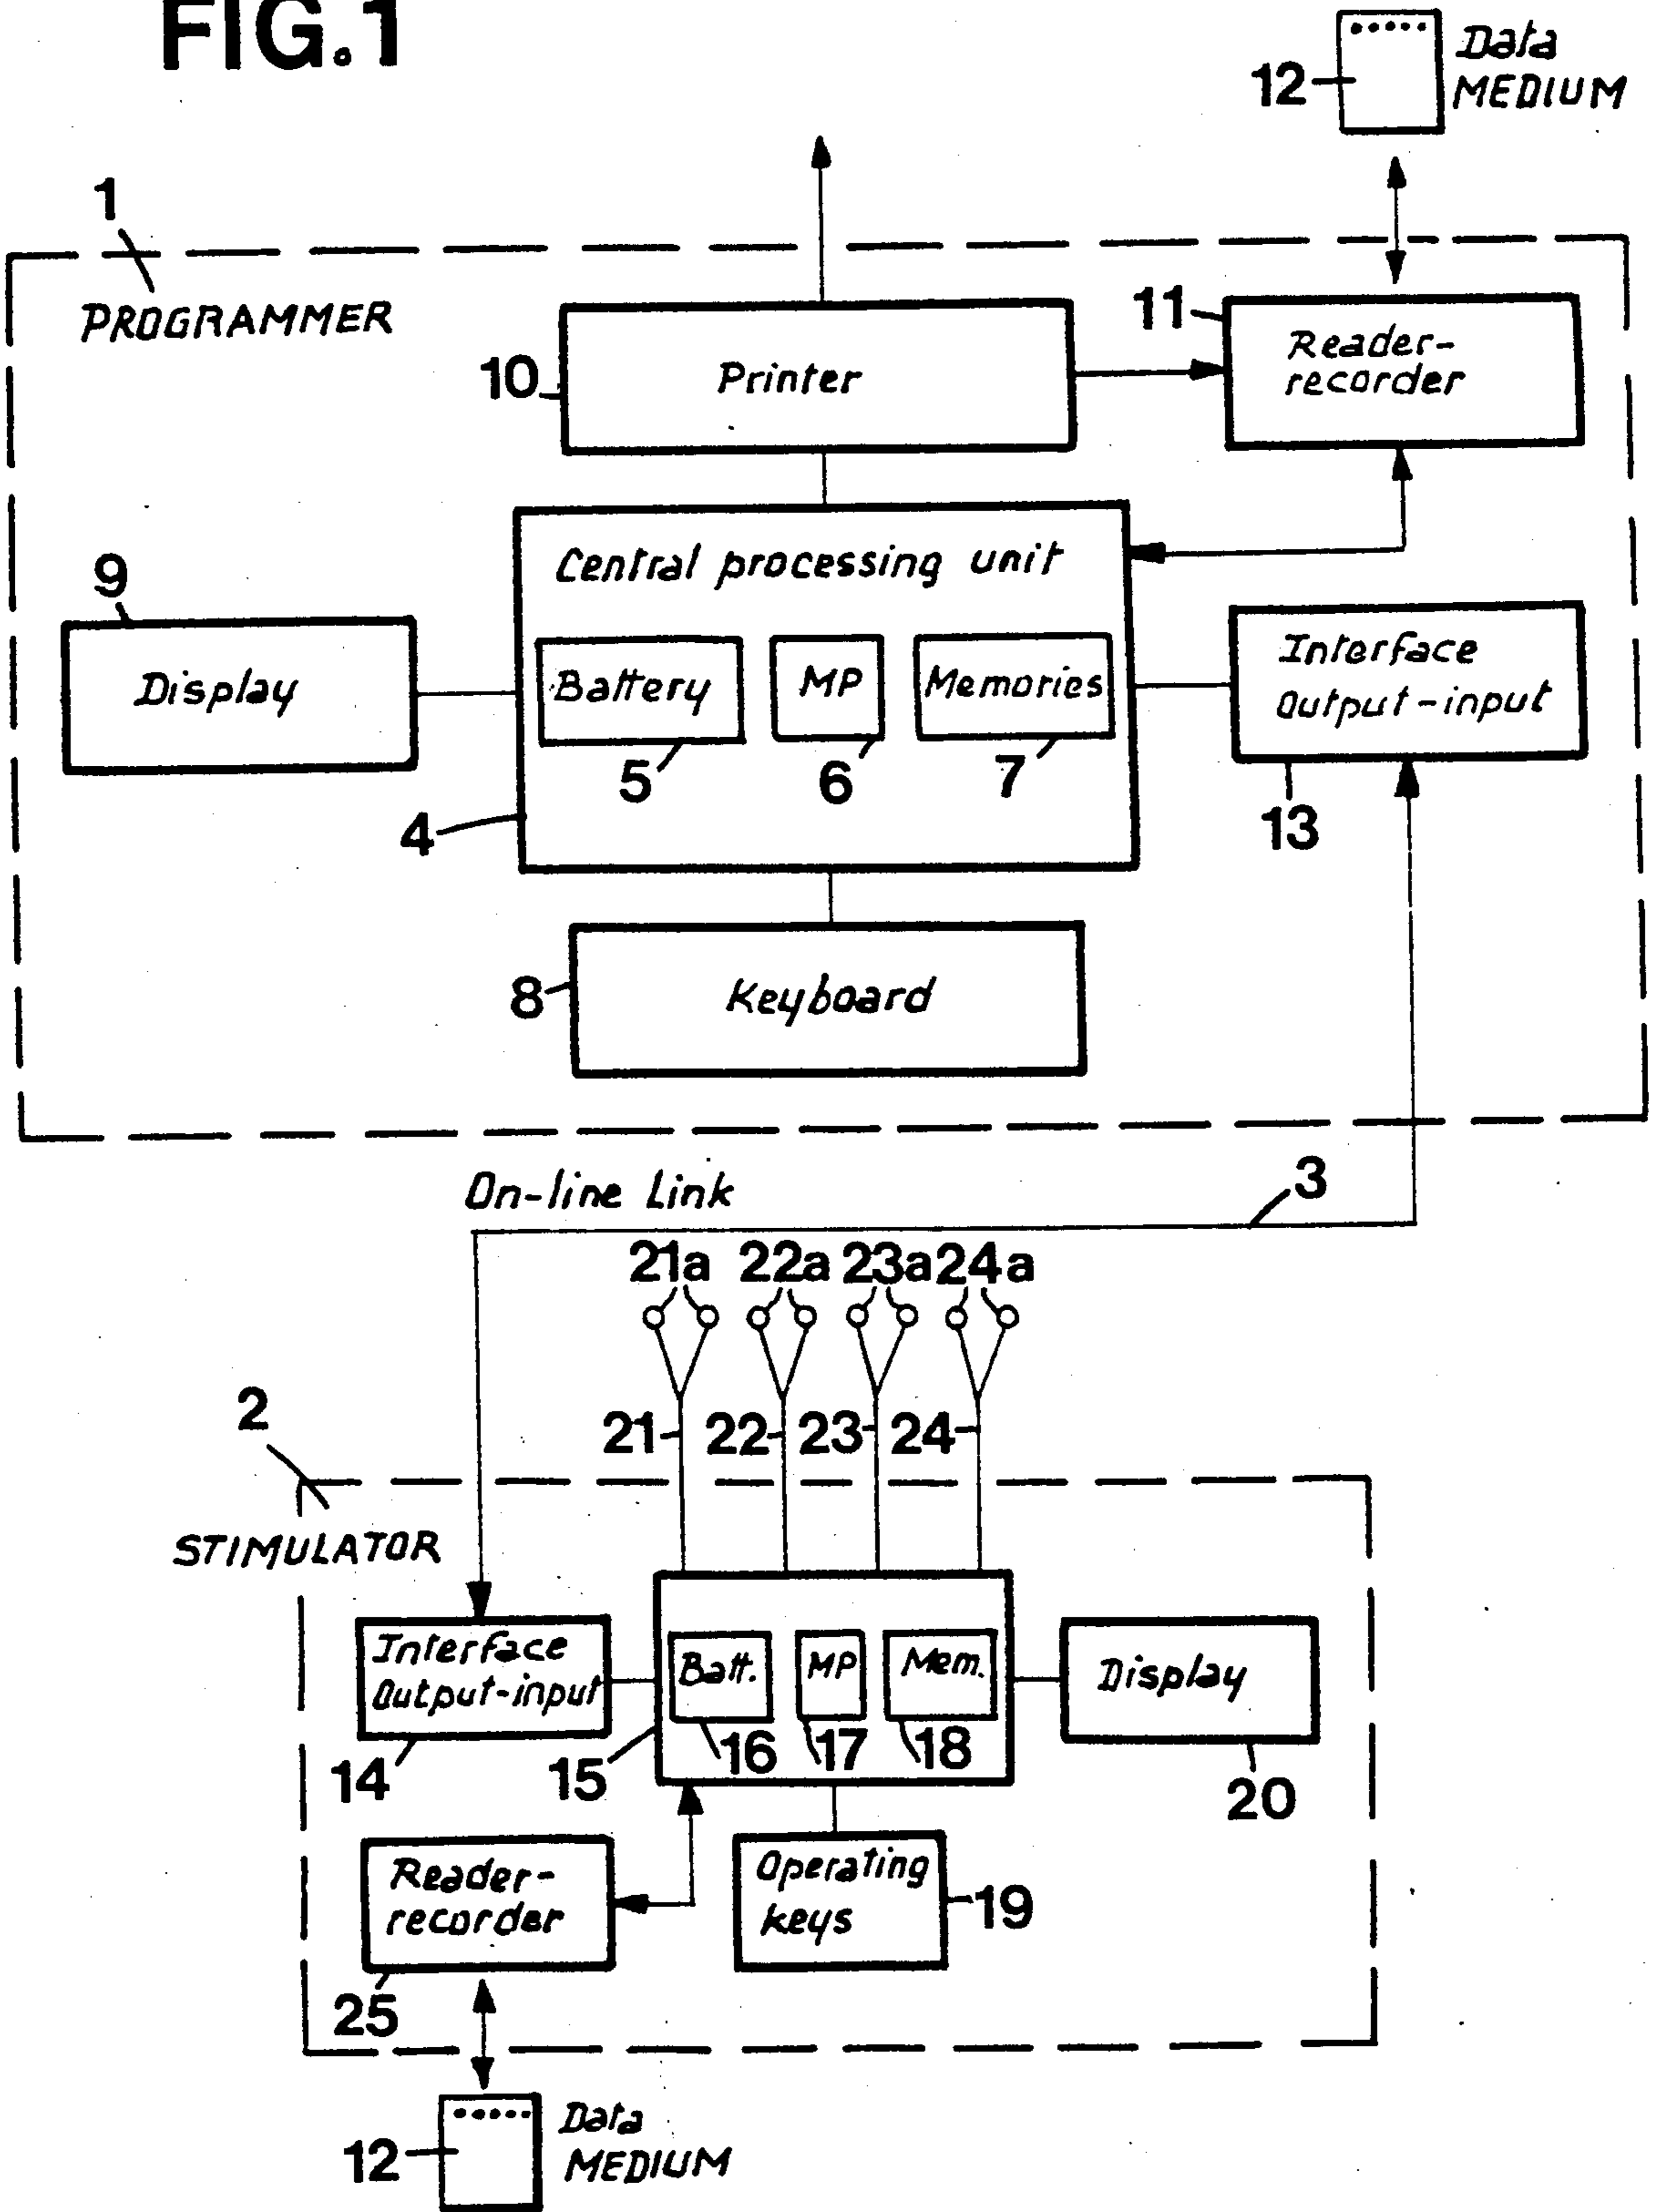 FIG.1
12
Data
MEDIUM
1
PROGRAMMER
10
Printer
11
Reader-
recorder
9
Display
Central processing unit
Battery
MP
Memories
5
6
7
4
Interface
Output-input
13
8
Keyboard
On-line Link
3
21a 22a 23a 24a
21 22 23 24
2
STIMULATOR
Interface
Output-input
14
15
Batt.
MP
Mem.
16
17
18
Display
20
Reader-
recorder
25
Operating
keys
19
12
Data
MEDIUM